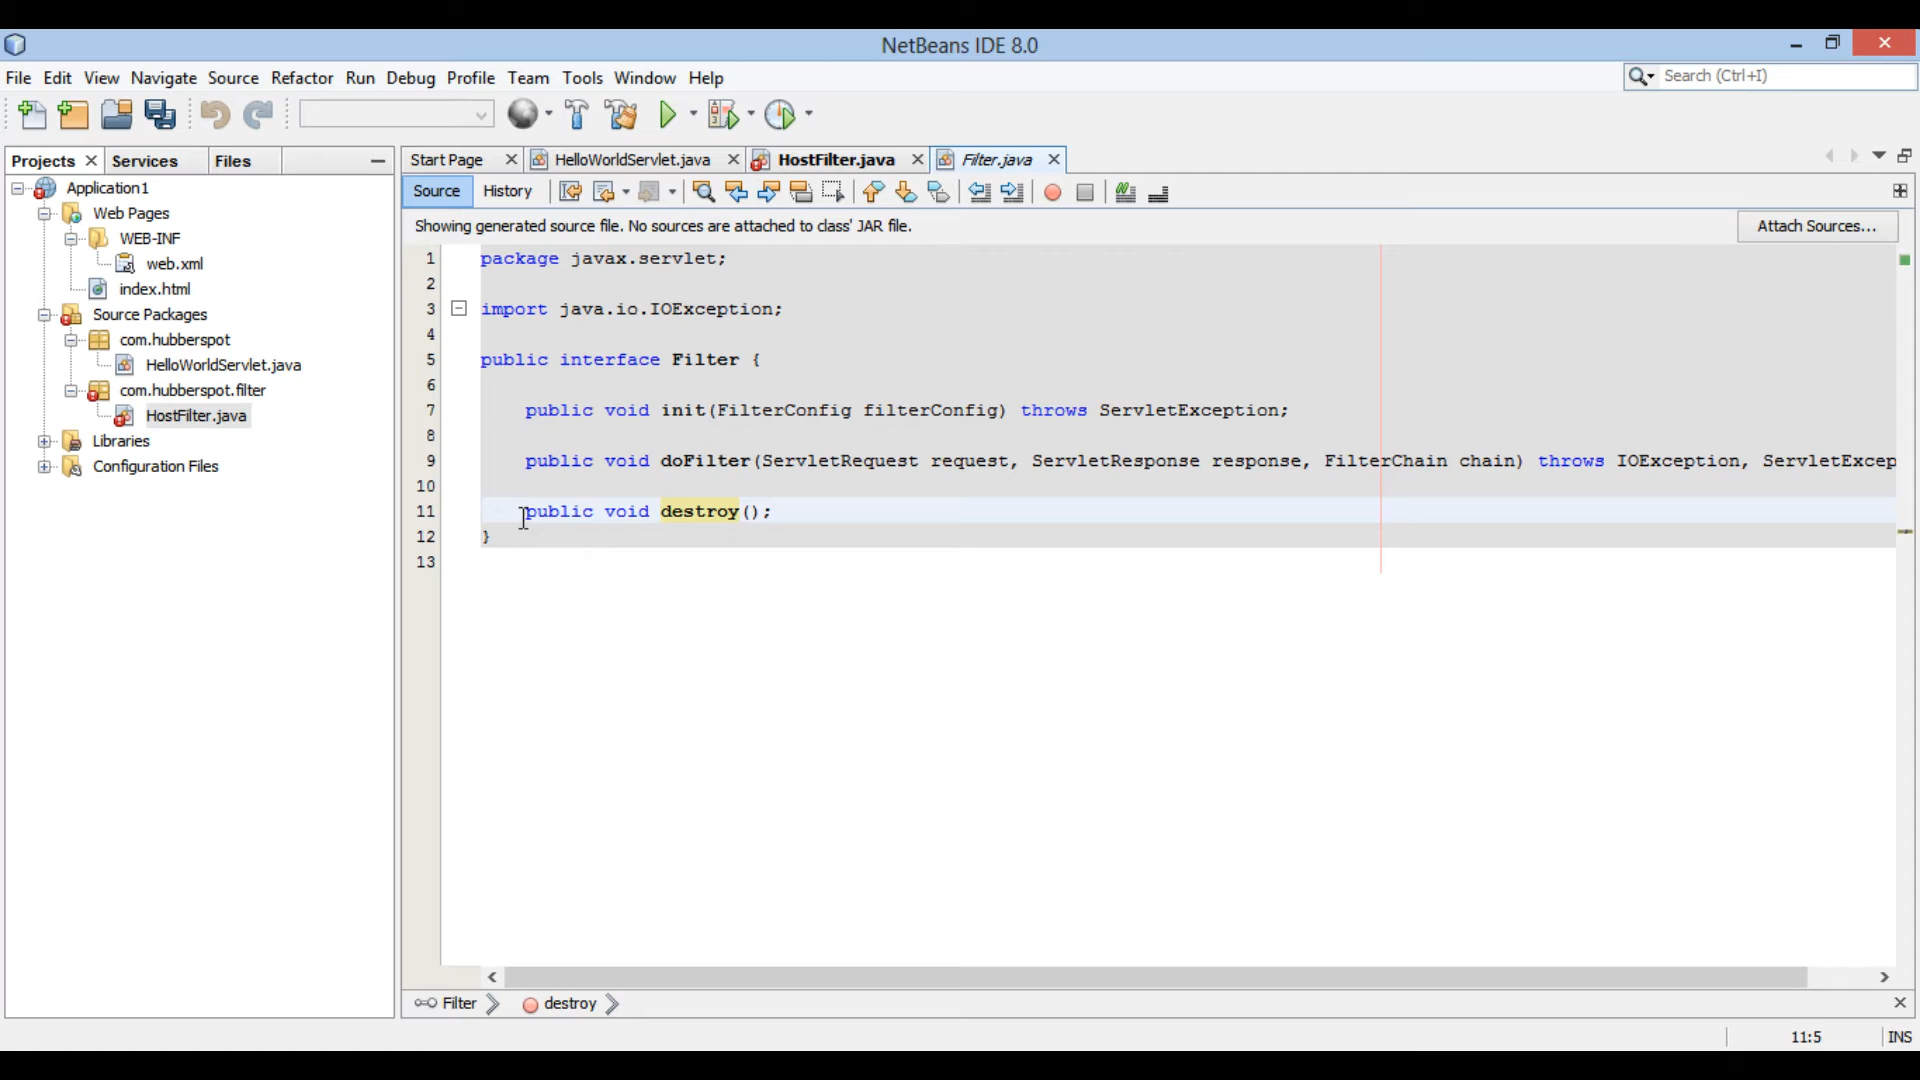 NetBeans IDE 8.0
File Edit View Navigate Source Refactor Run Debug Profile Team Tools Window Help
Search (Ctrl+I)
Projects Services Files
Start Page HelloWorldServlet.java HostFilter.java Filter.java
Application1
Web Pages
WEB-INF
web.xml
index.html
Source Packages
com.hubberspot
HelloWorldServlet.java
com.hubberspot.filter
HostFilter.java
Libraries
Configuration Files
Source History
Showing generated source file. No sources are attached to class' JAR file.
Attach Sources...
1 package javax.servlet;
2
3 import java.io.IOException;
4
5 public interface Filter {
6
7 public void init(FilterConfig filterConfig) throws ServletException;
8
9 public void doFilter(ServletRequest request, ServletResponse response, FilterChain chain) throws IOException, ServletExcep
10
11 public void destroy();
12 }
13
Filter destroy
11:5 INS